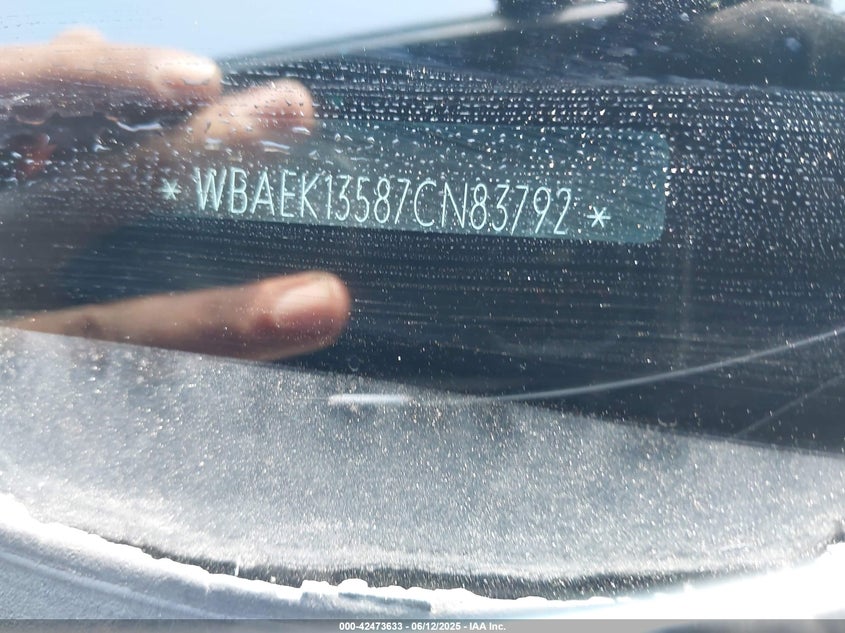 * WBAEK13587CN83792 *
000-42473633 - 06/12/2025 - IAA Inc.